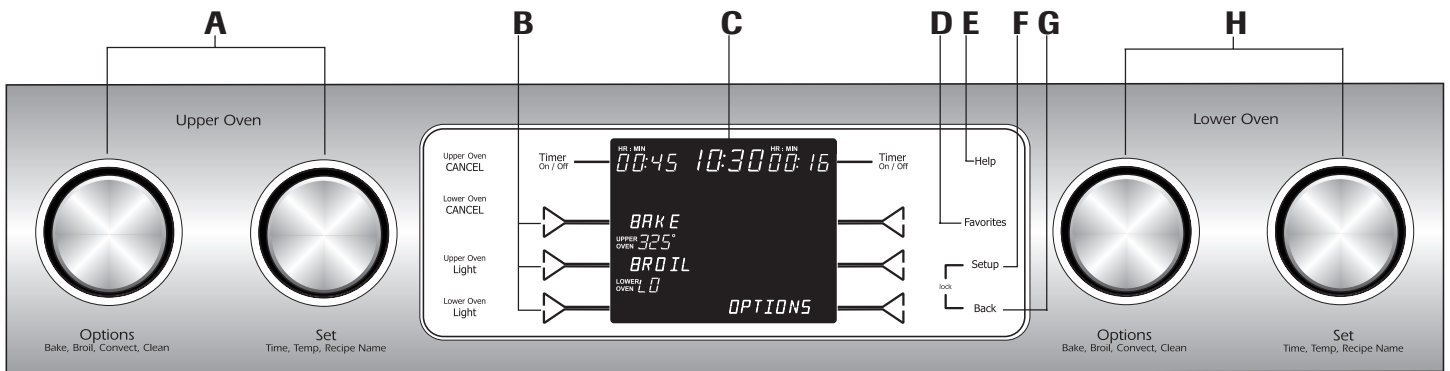 A B C D E F G H
Upper Oven
Lower Oven
Upper Oven
CANCEL
Lower Oven
CANCEL
Upper Oven
Light
Lower Oven
Light
Timer
On / Off
HR : MIN HR : MIN
00:45 10:30 00:16
BAKE
UPPER OVEN 325°
BROIL
LOWER OVEN LO
OPTIONS
Timer
On / Off
Help
Favorites
Setup
lock
Back
Options
Bake, Broil, Convect, Clean
Set
Time, Temp, Recipe Name
Options
Bake, Broil, Convect, Clean
Set
Time, Temp, Recipe Name